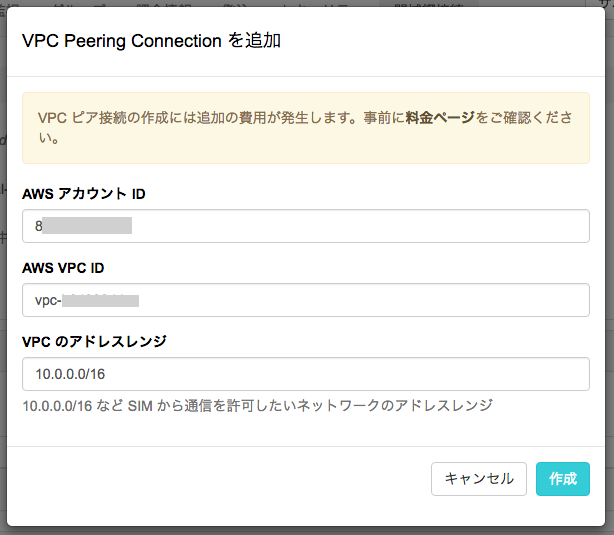 VPC Peering Connection を追加
VPC ピア接続の作成には追加の費用が発生します。事前に料金ページをご確認くださ
い。
AWS アカウント ID
8
AWS VPC ID
vpc-
VPC のアドレスレンジ
10.0.0.0/16
10.0.0.0/16 など SIM から通信を許可したいネットワークのアドレスレンジ
キャンセル 作成